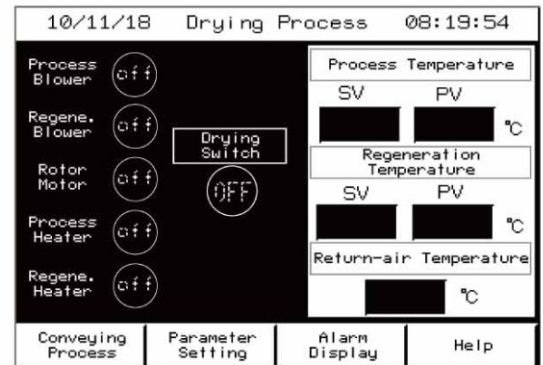 10/11/18 Drying Process 08:19:54
Process
Blower
off
Regene.
Blower
off
Rotor
Motor
off
Process
Heater
off
Regene.
Heater
off
Drying
Switch
OFF
Process Temperature
SV PV
℃
Regeneration
Temperature
SV PV
℃
Return-air Temperature
℃
Conveying
Process
Parameter
Setting
Alarm
Display
Help